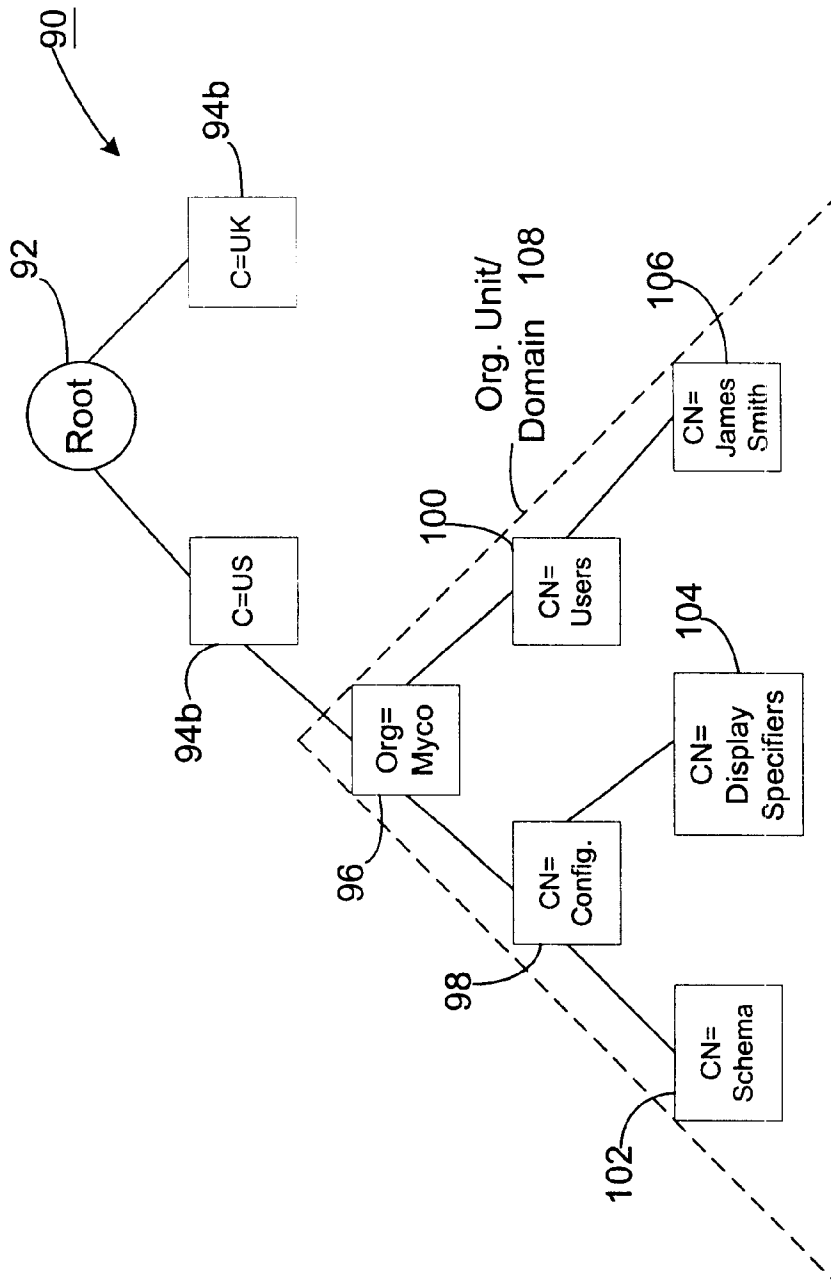 90
92
Root
94b
C=US
C=UK
94b
Org=
Myco
96
Org. Unit/
Domain 108
98
CN=
Config.
100
CN=
Users
102
CN=
Schema
CN=
Display
Specifiers
104
CN=
James
Smith
106